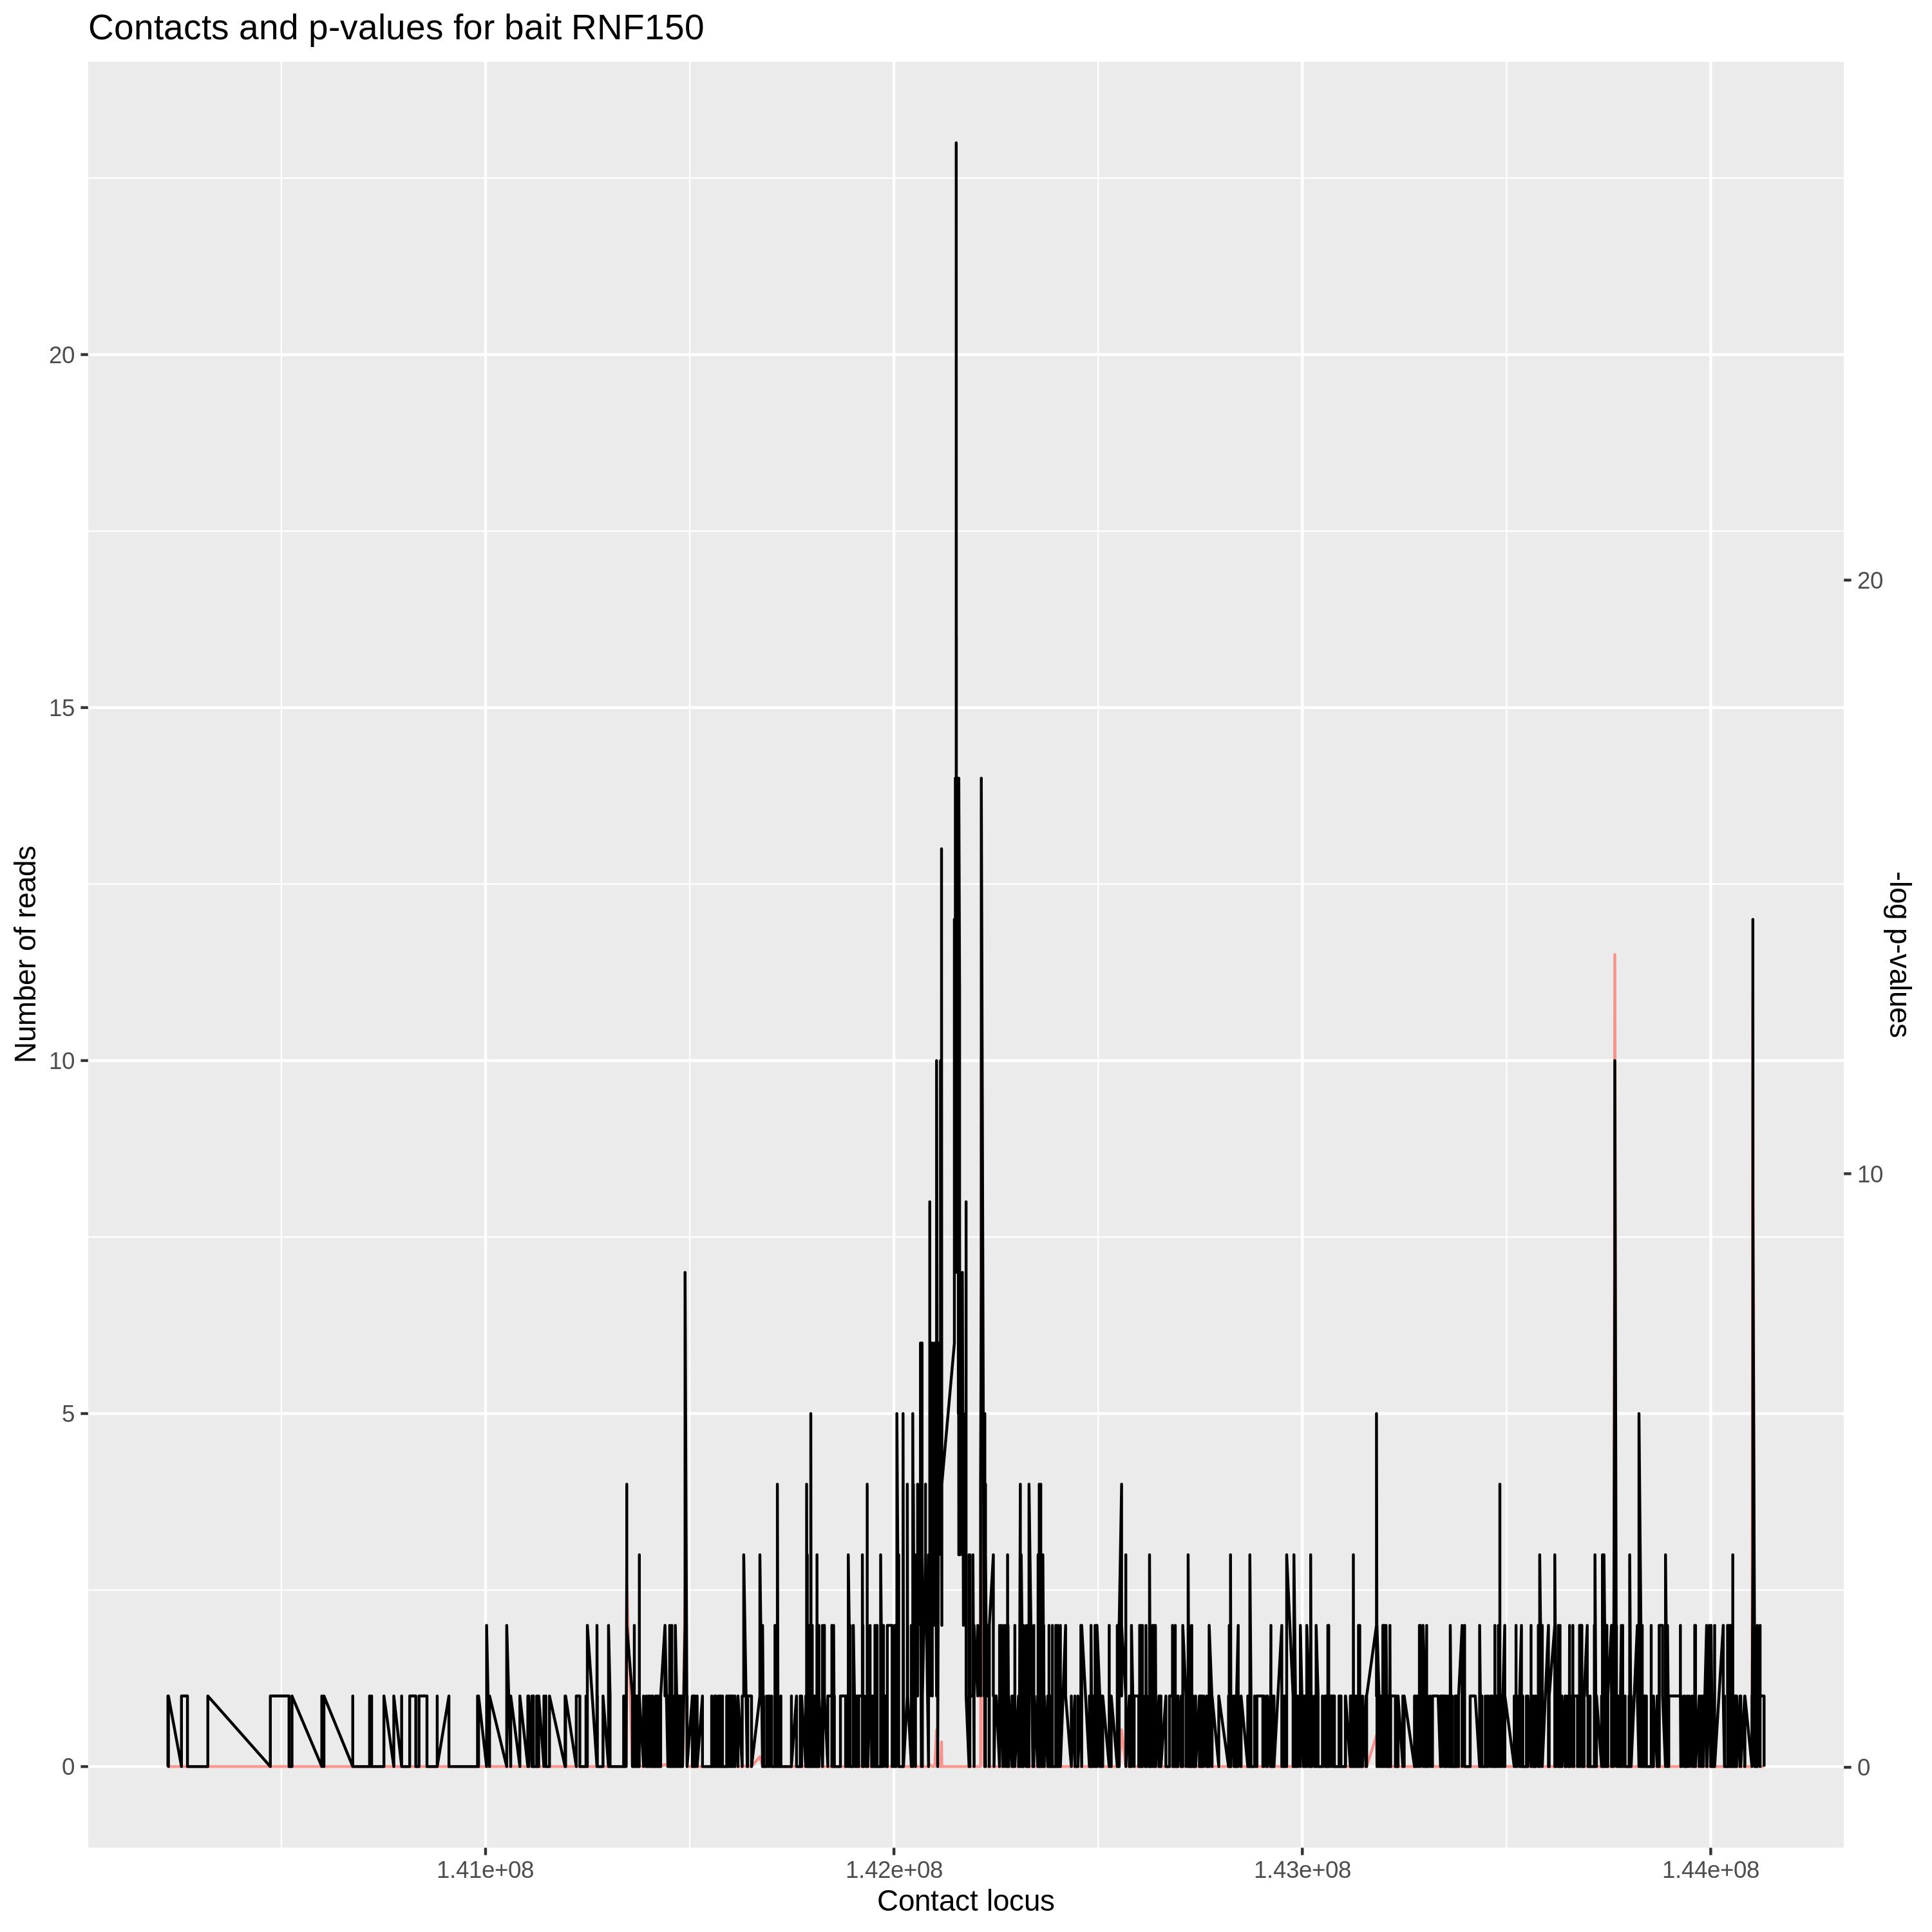 Contacts and p-values for bait RNF150
20
15
10
5
0
Number of reads
20
10
0
-log p-values
1.41e+08 1.42e+08 1.43e+08 1.44e+08
Contact locus